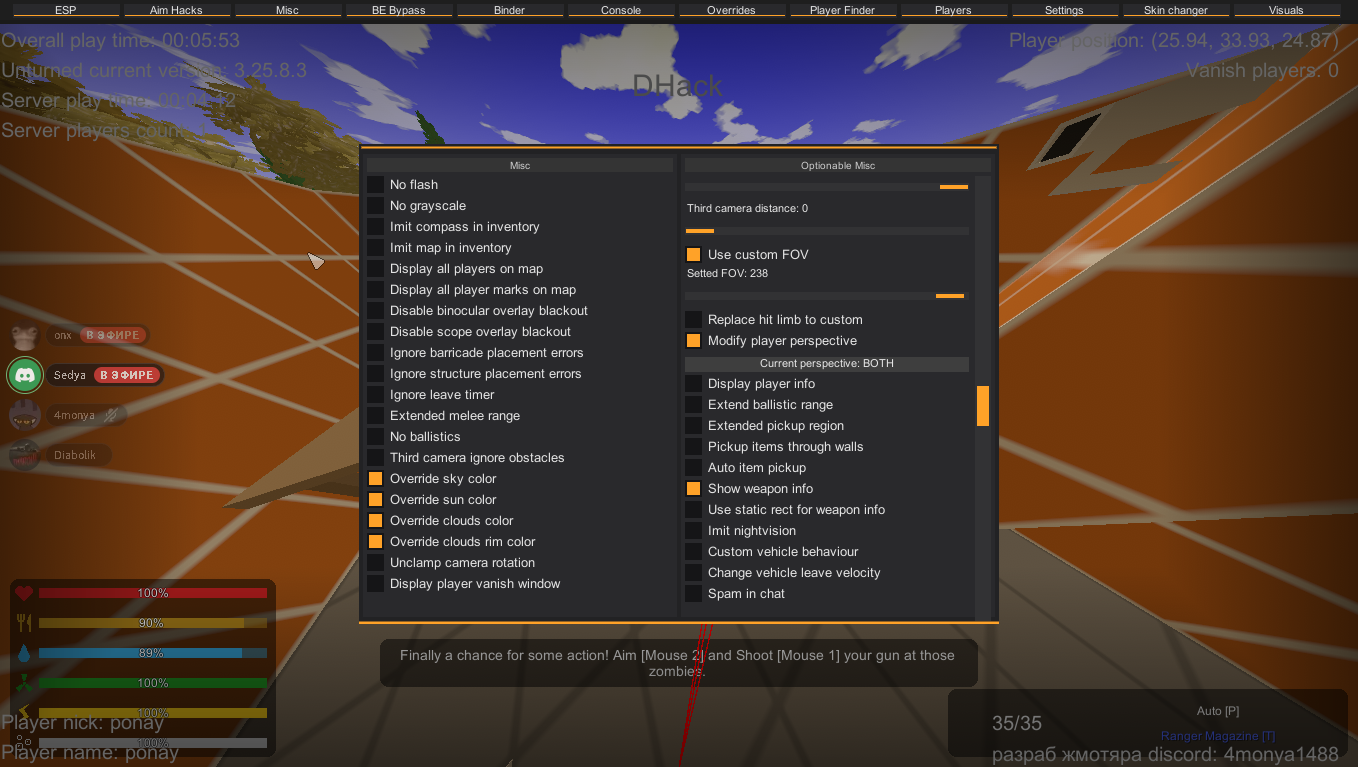 ESP
Aim Hacks
Misc
BE Bypass
Binder
Console
Overrides
Player Finder
Players
Settings
Skin changer
Visuals
Overall play time: 00:05:53
Unturned current version: 3.25.8.3
Server play time: 00:04:12
Server players coun
Player position: (25.94, 33.93, 24.87)
Vanish players: 0
DHack
Misc
No flash
No grayscale
Imit compass in inventory
Imit map in inventory
Display all players on map
Display all player marks on map
Disable binocular overlay blackout
Disable scope overlay blackout
Ignore barricade placement errors
Ignore structure placement errors
Ignore leave timer
Extended melee range
No ballistics
Third camera ignore obstacles
Override sky color
Override sun color
Override clouds color
Override clouds rim color
Unclamp camera rotation
Display player vanish window
Optionable Misc
Third camera distance: 0
Use custom FOV
Setted FOV: 238
Replace hit limb to custom
Modify player perspective
Current perspective: BOTH
Display player info
Extend ballistic range
Extended pickup region
Pickup items through walls
Auto item pickup
Show weapon info
Use static rect for weapon info
Imit nightvision
Custom vehicle behaviour
Change vehicle leave velocity
Spam in chat
onx В ЭФИРЕ
Sedya В ЭФИРЕ
4monya
Diabolik
100%
90%
89%
100%
100%
100%
Player nick: ponay
Player name: ponay
Finally a chance for some action! Aim [Mouse 2] and Shoot [Mouse 1] your gun at those
zombies.
Auto [P]
35/35
Ranger Magazine [T]
разраб жмотяра discord: 4monya1488